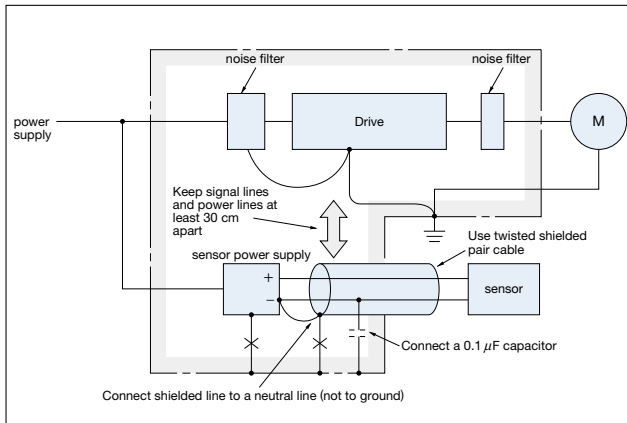 noise filter
noise filter
power
supply
Drive
M
Keep signal lines
and power lines at
least 30 cm
apart
Use twisted shielded
pair cable
sensor power supply
+
−
sensor
Connect a 0.1 μF capacitor
Connect shielded line to a neutral line (not to ground)